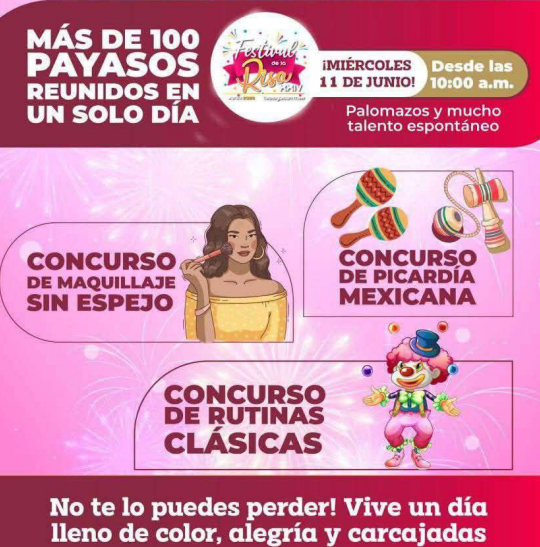 MÁS DE 100
PAYASOS
REUNIDOS EN
UN SOLO DÍA
Festival
de la
Risa
¡MIÉRCOLES
11 DE JUNIO!
Desde las
10:00 a.m.
Palomazos y mucho
talento espontáneo
CONCURSO
DE MAQUILLAJE
SIN ESPEJO
CONCURSO
DE PICARDÍA
MEXICANA
CONCURSO
DE RUTINAS
CLÁSICAS
No te lo puedes perder! Vive un día
lleno de color, alegría y carcajadas